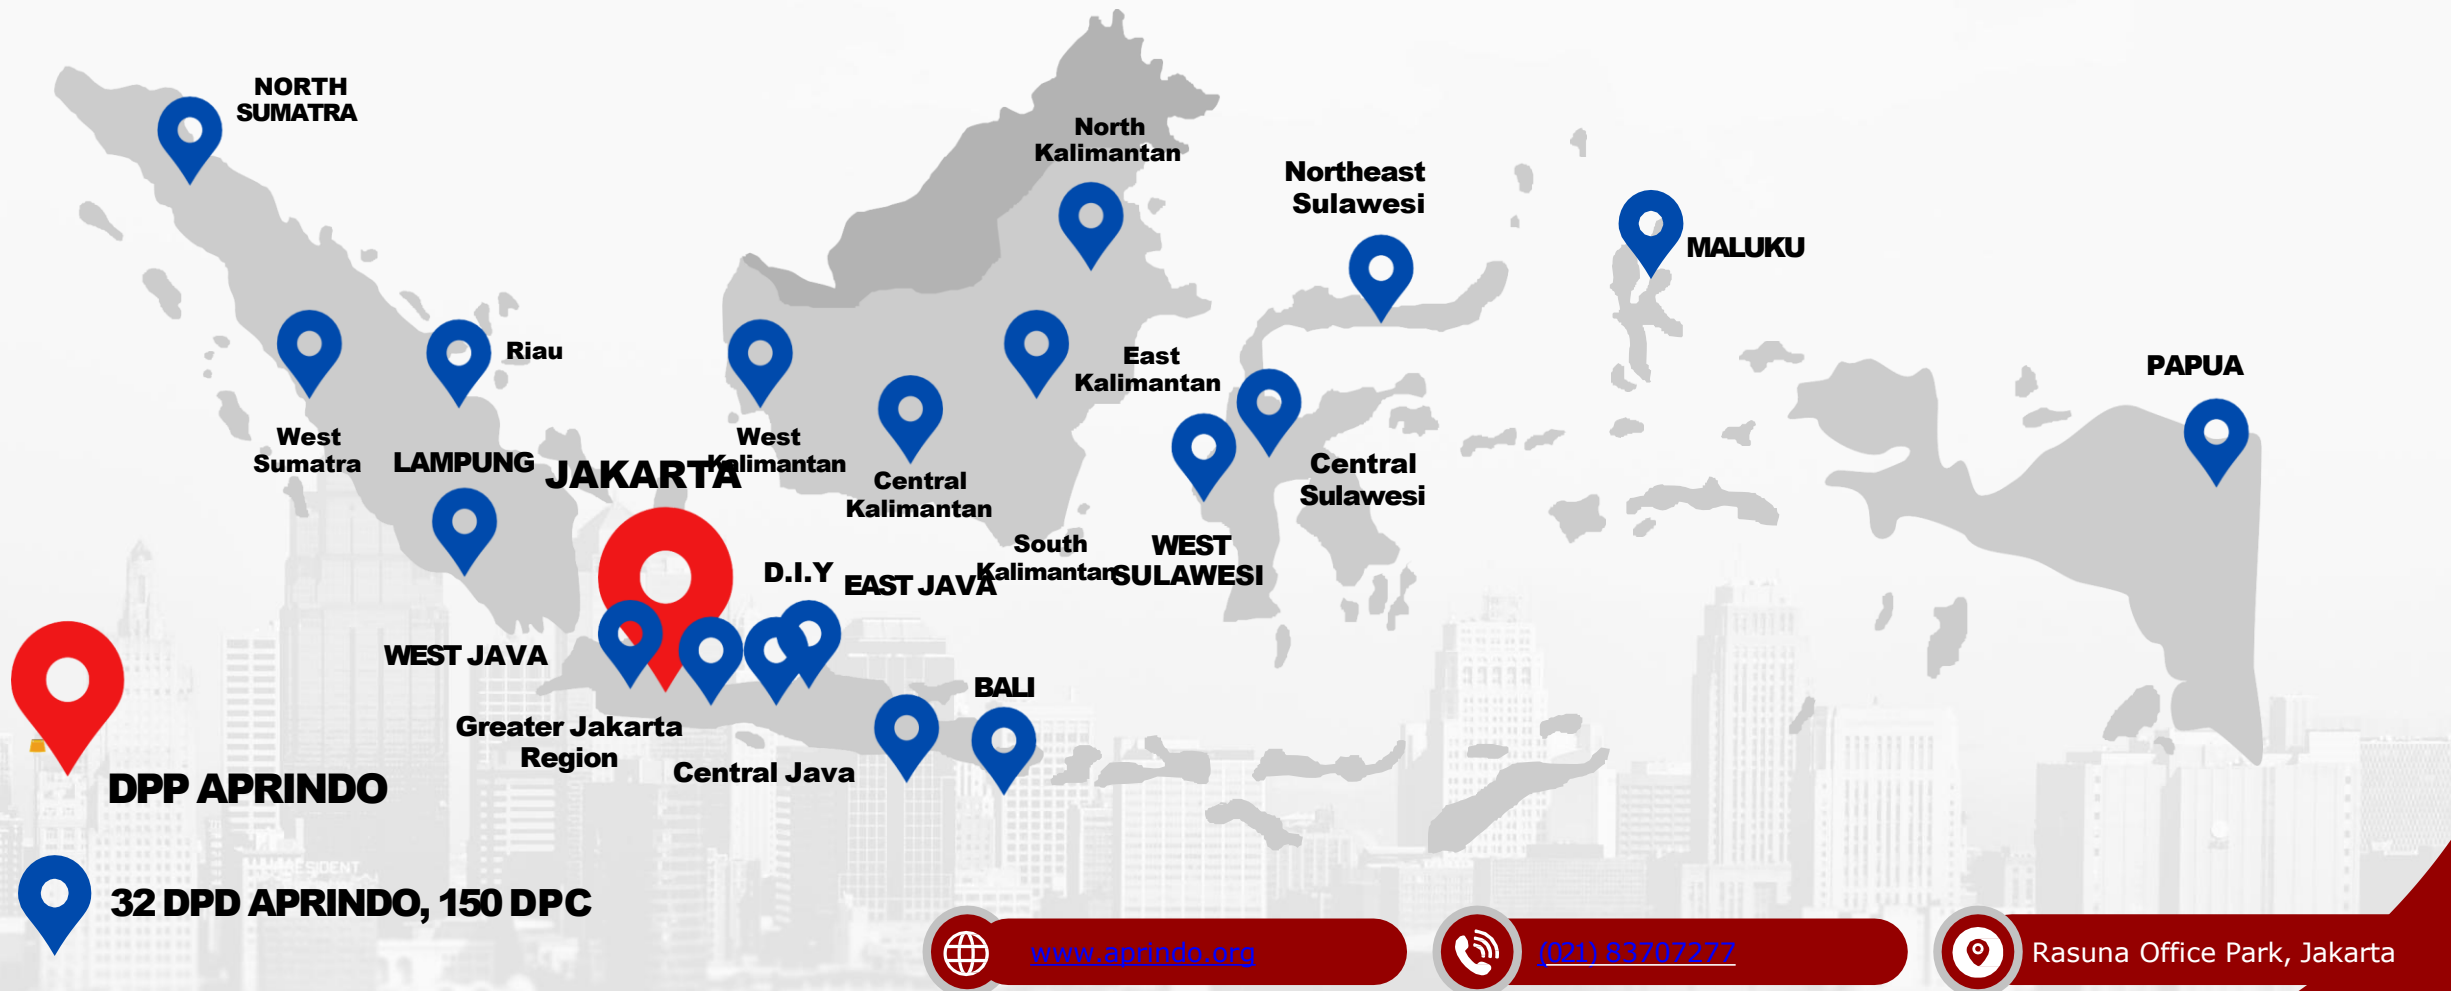 NORTH
SUMATRA
North
Kalimantan
Northeast
Sulawesi
MALUKU
Riau
East
Kalimantan
PAPUA
West
Sumatra
LAMPUNG
JAKARTA
West
Kalimantan
Central
Kalimantan
Central
Sulawesi
South
Kalimantan
WEST
SULAWESI
D.I.Y
EAST JAVA
WEST JAVA
BALI
Greater Jakarta
Region
Central Java
DPP APRINDO
32 DPD APRINDO, 150 DPC
www.aprindo.org
(021) 83707277
Rasuna Office Park, Jakarta